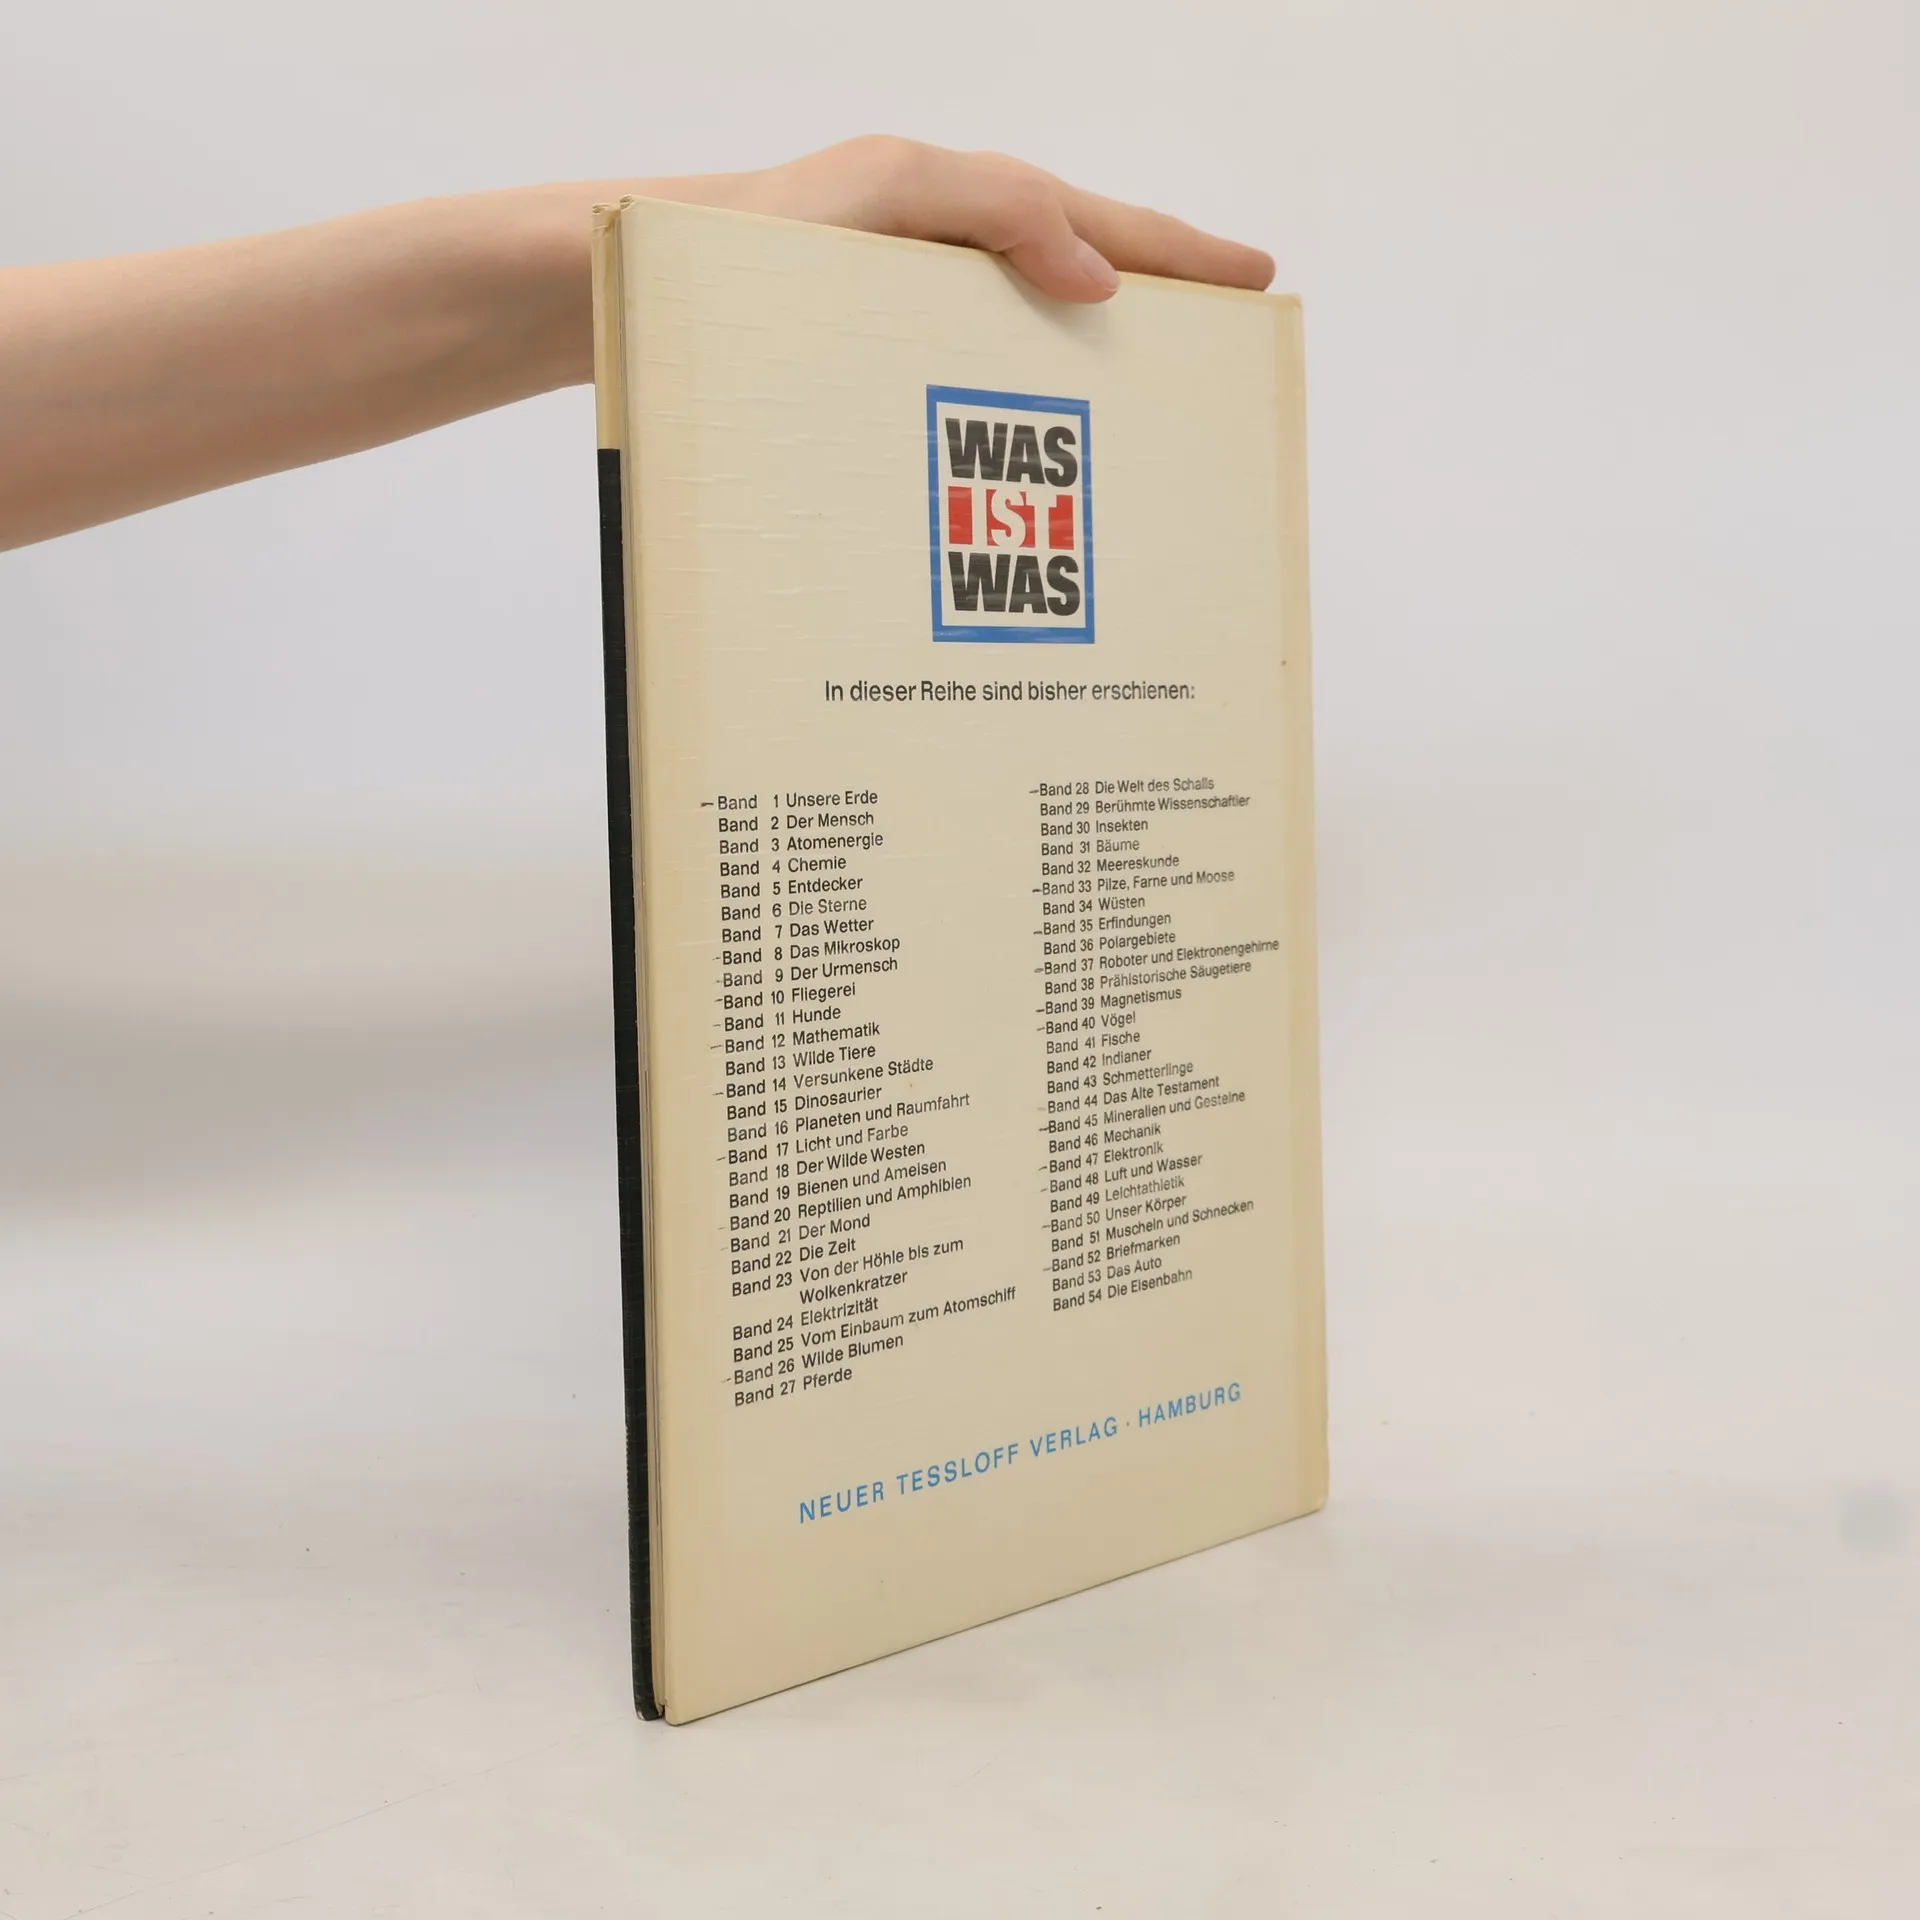 WAS
IST
WAS
In dieser Reihe sind bisher erschienen:
Band 1 Unsere Erde
Band 2 Der Mensch
Band 3 Atomenergie
Band 4 Chemie
Band 5 Entdecker
Band 6 Die Sterne
Band 7 Das Wetter
Band 8 Das Mikroskop
Band 9 Der Urmensch
Band 10 Fliegerei
Band 11 Hunde
Band 12 Mathematik
Band 13 Wilde Tiere
Band 14 Versunkene Städte
Band 15 Dinosaurier
Band 16 Planeten und Raumfahrt
Band 17 Licht und Farbe
Band 18 Der Wilde Westen
Band 19 Bienen und Ameisen
Band 20 Reptilien und Amphibien
Band 21 Der Mond
Band 22 Die Zeit
Band 23 Von der Höhle bis zum
Wolkenkratzer
Band 24 Elektrizität
Band 25 Vom Einbaum zum Atomschiff
Band 26 Wilde Blumen
Band 27 Pferde
Band 28 Die Welt des Schalls
Band 29 Berühmte Wissenschaftler
Band 30 Insekten
Band 31 Bäume
Band 32 Meereskunde
Band 33 Pilze, Farne und Moose
Band 34 Wüsten
Band 35 Erfindungen
Band 36 Polargebiete
Band 37 Roboter und Elektronengehirne
Band 38 Prähistorische Säugetiere
Band 39 Magnetismus
Band 40 Vögel
Band 41 Fische
Band 42 Indianer
Band 43 Schmetterlinge
Band 44 Das Alte Testament
Band 45 Mineralien und Gesteine
Band 46 Mechanik
Band 47 Elektronik
Band 48 Luft und Wasser
Band 49 Leichtathletik
Band 50 Unser Körper
Band 51 Muscheln und Schnecken
Band 52 Briefmarken
Band 53 Das Auto
Band 54 Die Eisenbahn
NEUER TESSLOFF VERLAG · HAMBURG